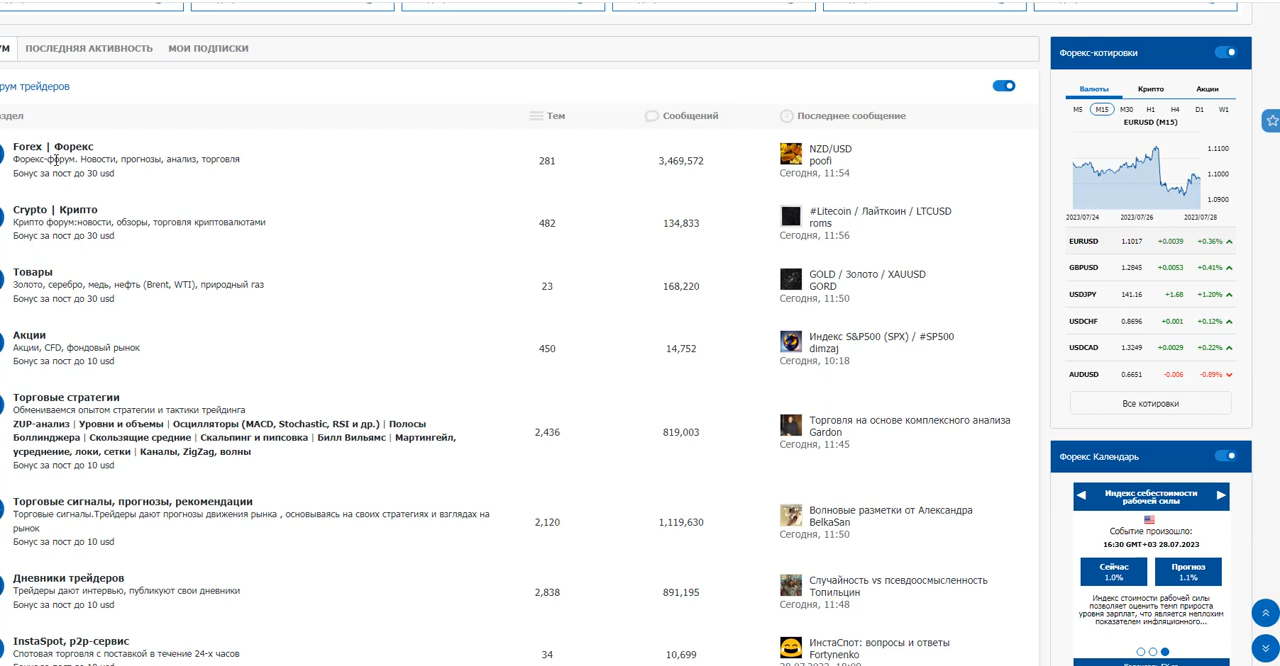 УМ
ПОСЛЕДНЯЯ АКТИВНОСТЬ
МОИ ПОДПИСКИ
рум трейдеров
здел
Тем
Сообщений
Последнее сообщение
Forex | Форекс
Форекс-форум. Новости, прогнозы, анализ, торговля
Бонус за пост до 30 usd
281
3,469,572
NZD/USD
poofi
Сегодня, 11:54
Crypto | Крипто
Крипто форум:новости, обзоры, торговля криптовалютами
Бонус за пост до 30 usd
482
134,833
#Litecoin / Лайткоин / LTCUSD
roms
Сегодня, 11:56
Товары
Золото, серебро, медь, нефть (Brent, WTI), природный газ
Бонус за пост до 30 usd
23
168,220
GOLD / Золото / XAUUSD
GORD
Сегодня, 11:50
Акции
Акции, CFD, фондовый рынок
Бонус за пост до 10 usd
450
14,752
Индекс S&P500 (SPX) / #SP500
dimzaj
Сегодня, 10:18
Торговые стратегии
Обмениваемся опытом стратегии и тактики трейдинга
ZUP-анализ | Уровни и объемы | Осцилляторы (MACD, Stochastic, RSI и др.) | Полосы
Боллинджера | Скользящие средние | Скальпинг и пипсовка | Билл Вильямс | Мартингейл,
усреднение, локи, сетки | Каналы, ZigZag, волны
Бонус за пост до 10 usd
2,436
819,003
Торговля на основе комплексного анализа
Gardon
Сегодня, 11:45
Торговые сигналы, прогнозы, рекомендации
Торговые сигналы.Трейдеры дают прогнозы движения рынка , основываясь на своих стратегиях и взглядах на
рынок
Бонус за пост до 10 usd
2,120
1,119,630
Волновые разметки от Александра
BelkaSan
Сегодня, 11:50
Дневники трейдеров
Трейдеры дают интервью, публикуют свои дневники
Бонус за пост до 10 usd
2,838
891,195
Случайность vs псевдоосмысленность
Топильцин
Сегодня, 11:48
InstaSpot, p2p-сервис
Спотовая торговля с поставкой в течение 24-х часов
34
10,699
ИнстаСпот: вопросы и ответы
Fortynenko
Форекс-котировки
Валюты
Крипто
Акции
M5 M15 M30 H1 H4 D1 W1
EURUSD (M15)
1.1100
1.1000
1.0900
2023/07/24 2023/07/26 2023/07/28
EURUSD 1.1017 +0.0039 +0.36%
GBPUSD 1.2845 +0.0053 +0.41%
USDJPY 141.16 +1.68 +1.20%
USDCHF 0.8696 +0.001 +0.12%
USDCAD 1.3249 +0.0029 +0.22%
AUDUSD 0.6651 -0.006 -0.89%
Все котировки
Форекс Календарь
Индекс себестоимости
рабочей силы
Событие произошло:
16:30 GMT+03 28.07.2023
Сейчас
1.0%
Прогноз
1.1%
Индекс стоимости рабочей силы
позволяет оценить темп прироста
уровня зарплат, что является неплохим
показателем инфляционного...